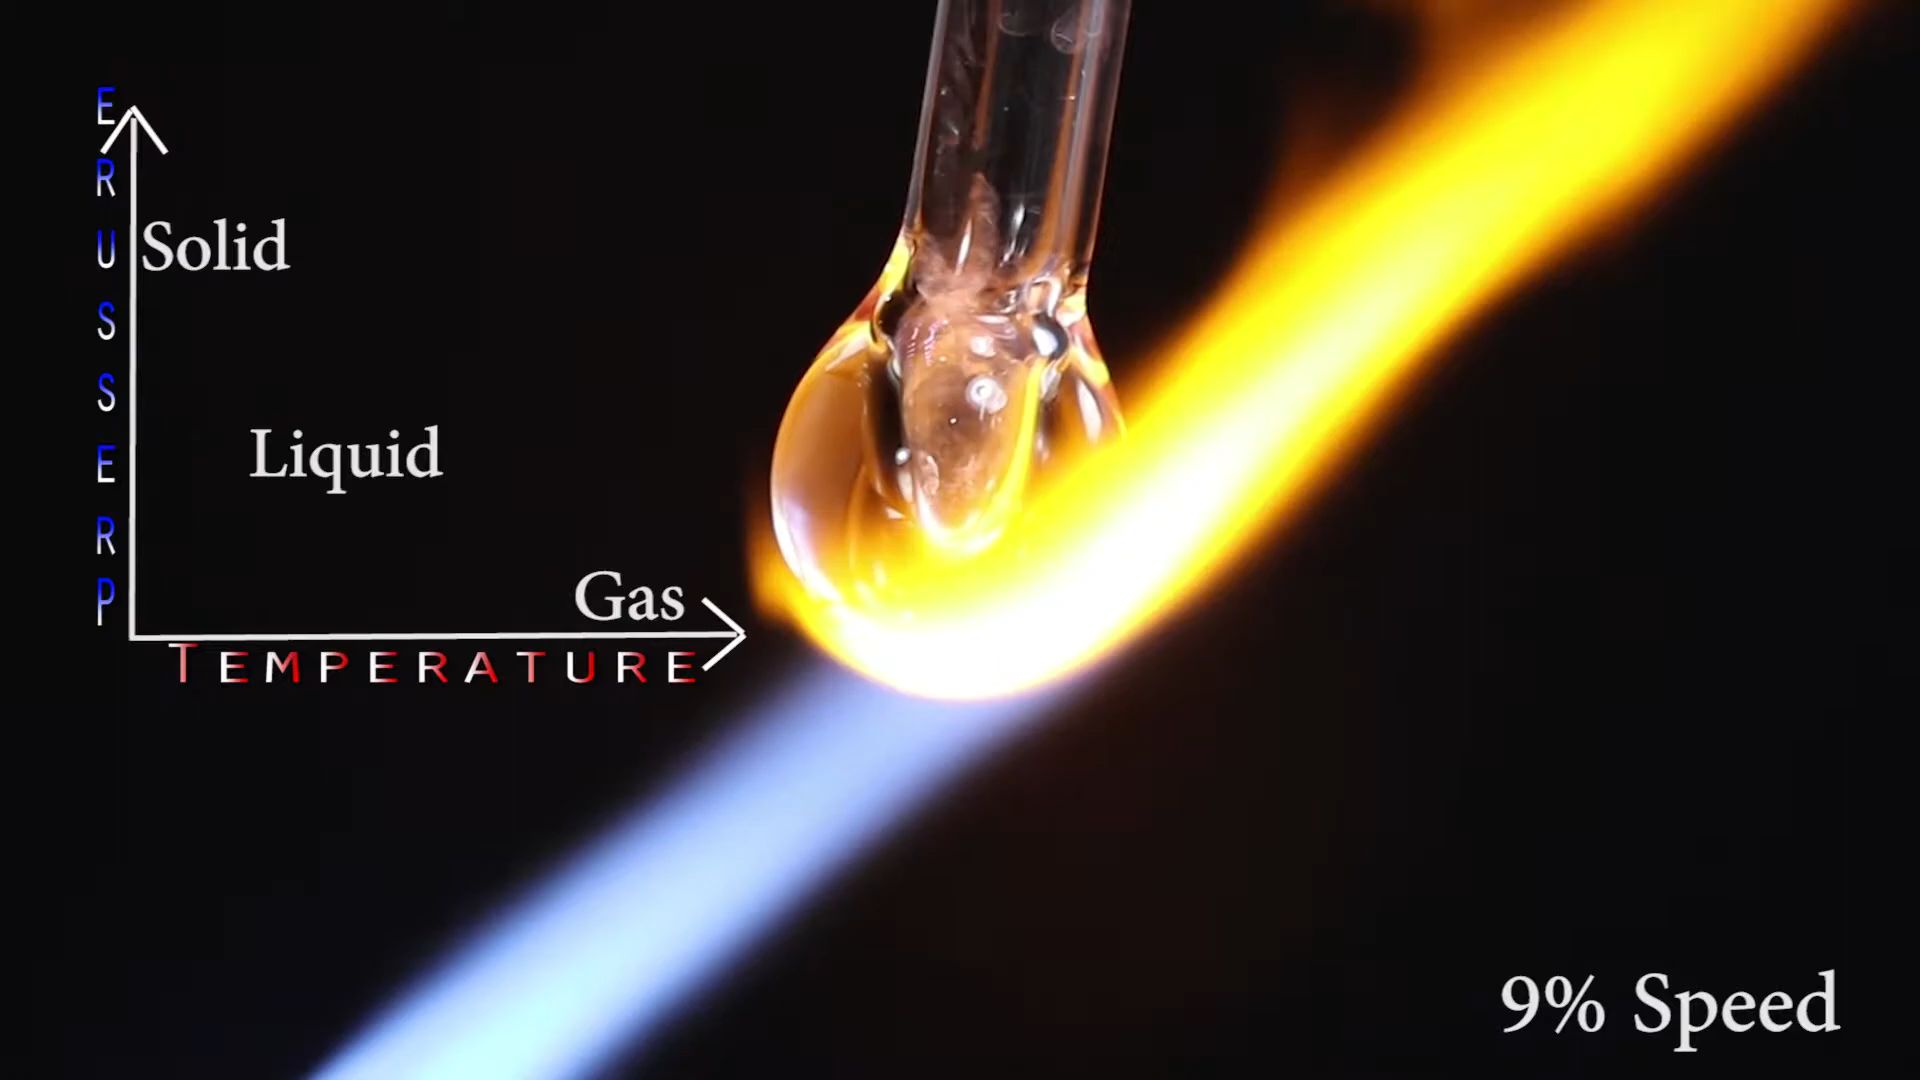 PRESSURE
Solid
Liquid
Gas
TEMPERATURE
9% Speed